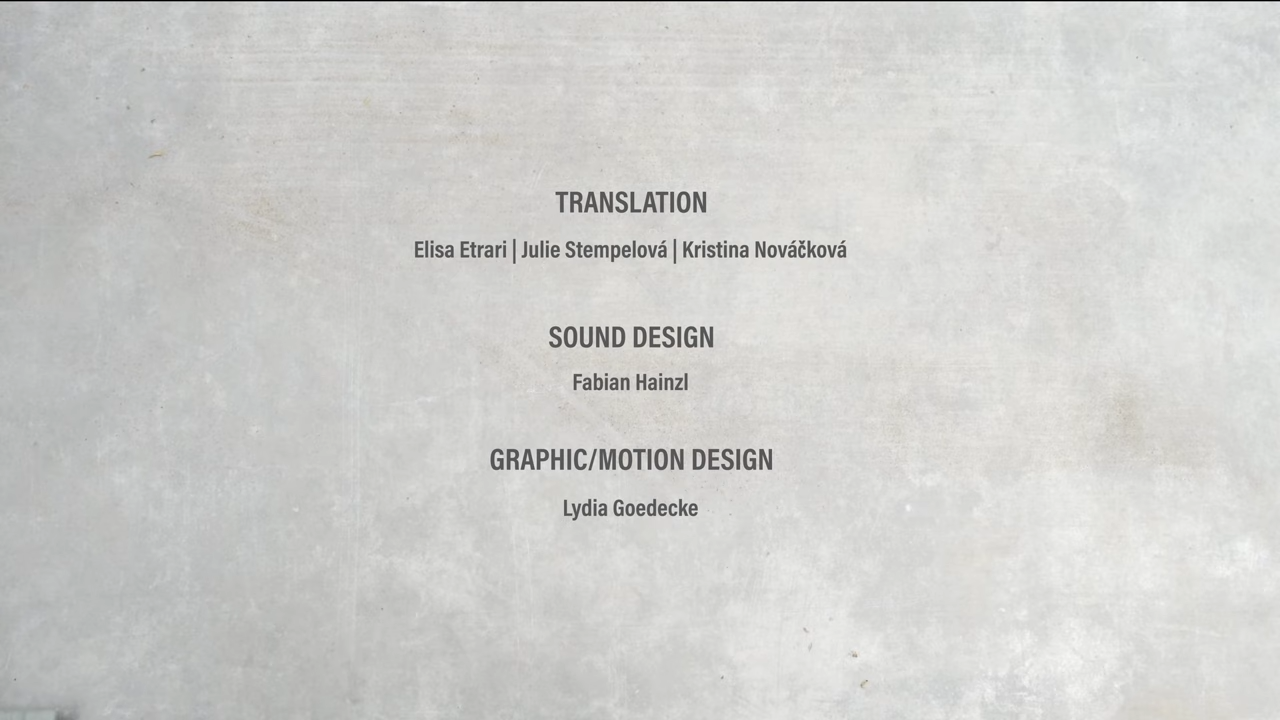 TRANSLATION
Elisa Etrari | Julie Stempelová | Kristina Nováčková
SOUND DESIGN
Fabian Hainzl
GRAPHIC/MOTION DESIGN
Lydia Goedecke